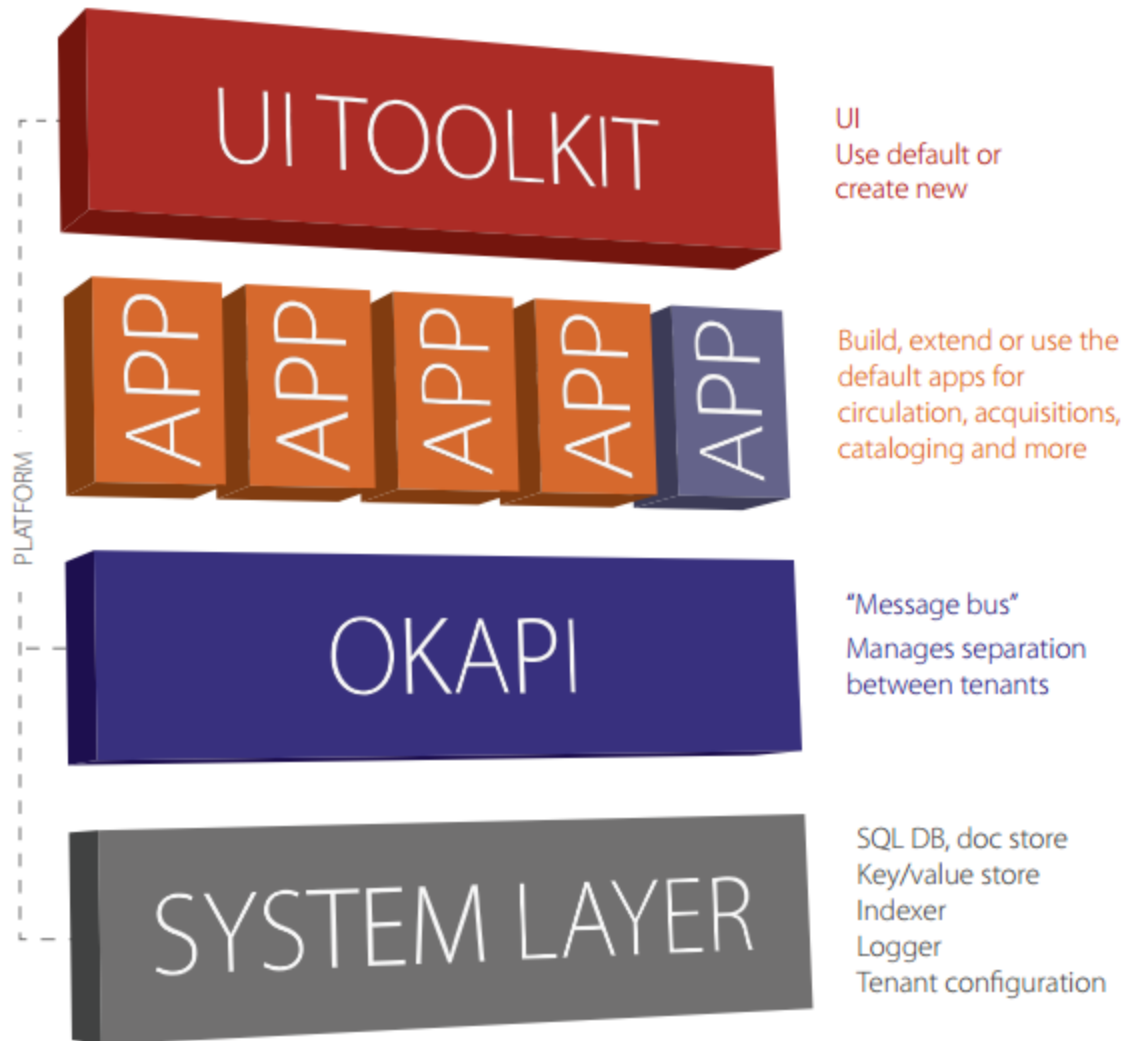 UI TOOLKIT
UI
Use default or
create new
APP
APP
APP
APP
APP
Build, extend or use the
default apps for
circulation, acquisitions,
cataloging and more
PLATFORM
OKAPI
“Message bus”
Manages separation
between tenants
SYSTEM LAYER
SQL DB, doc store
Key/value store
Indexer
Logger
Tenant configuration